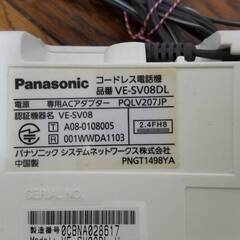 Panasonic コードレス電話機
品番 VE-SV08DL
電源 専用ACアダプター PQLV207JP
認証機器名 VE-SV08
T A08-0108005
R 001WWDA1103
2.4FH8
パナソニック システムネットワークス株式会社
中国製 PNGT1498YA
SERIAL NO.
製造番号 0CBNA028617